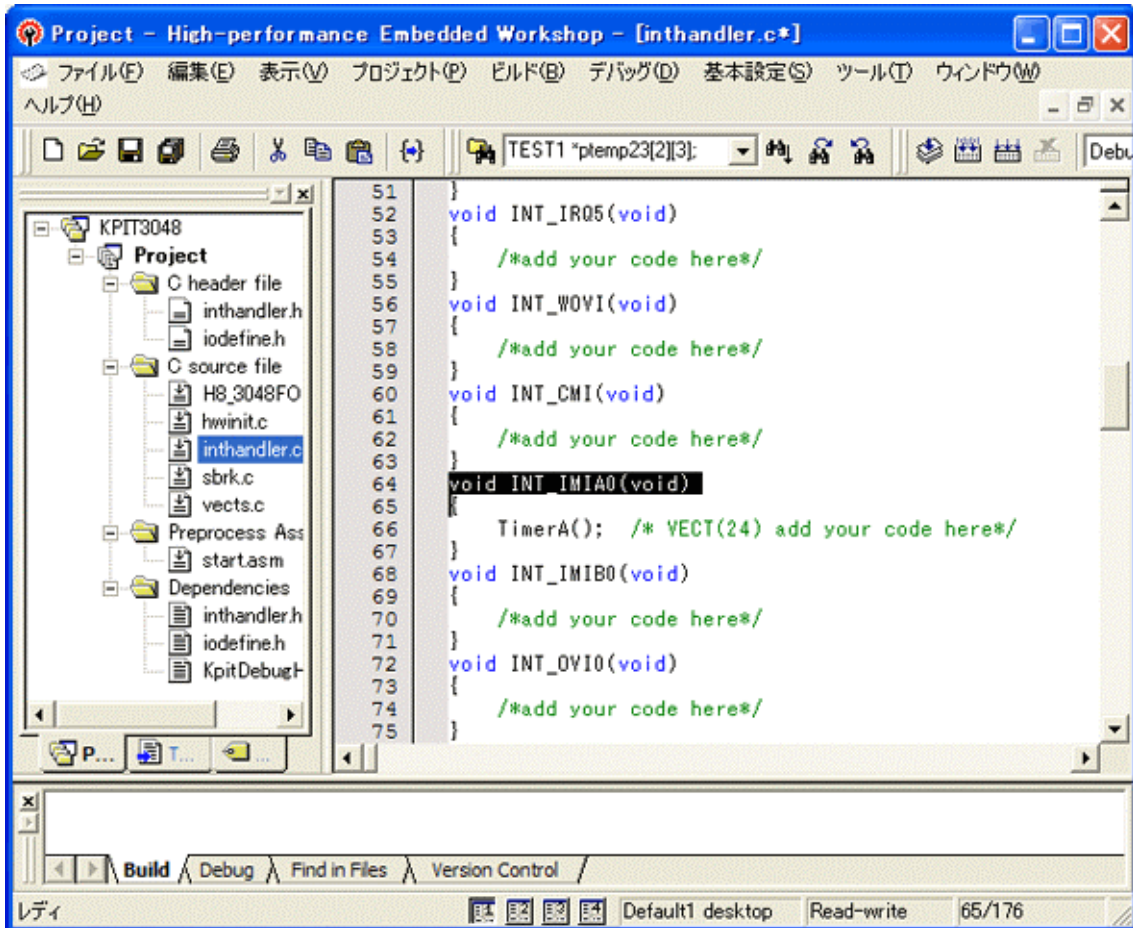 Project - High-performance Embedded Workshop - [inthandler.c*]
ファイル(F) 編集(E) 表示(V) プロジェクト(P) ビルド(B) デバッグ(D) 基本設定(S) ツール(T) ウィンドウ(W)
ヘルプ(H)
TEST1 *ptemp23[2][3]; Debu
KPIT3048
Project
C header file
inthandler.h
iodefine.h
C source file
H8_3048FO
hwinit.c
inthandler.c
sbrk.c
vects.c
Preprocess Ass
start.asm
Dependencies
inthandler.h
iodefine.h
KpitDebugH
P... T... ...
51 }
52 void INT_IRQ5(void)
53 {
54 /*add your code here*/
55 }
56 void INT_WOVI(void)
57 {
58 /*add your code here*/
59 }
60 void INT_CMI(void)
61 {
62 /*add your code here*/
63 }
64 void INT_IMIA0(void)
65 {
66 TimerA(); /* VECT(24) add your code here*/
67 }
68 void INT_IMIB0(void)
69 {
70 /*add your code here*/
71 }
72 void INT_OVI0(void)
73 {
74 /*add your code here*/
75 }
Build Debug Find in Files Version Control
レディ 1 2 3 4 Default1 desktop Read-write 65/176